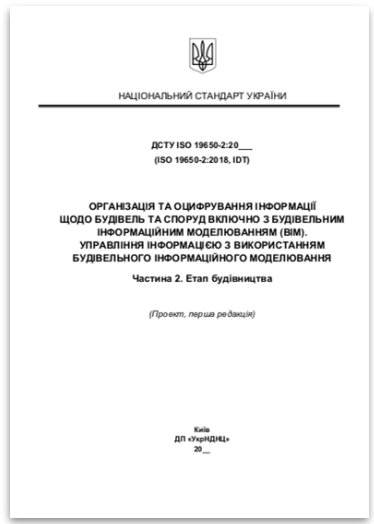 НАЦІОНАЛЬНИЙ СТАНДАРТ УКРАЇНИ
ДСТУ ISO 19650-2:20___
(ISO 19650-2:2018, IDT)
ОРГАНІЗАЦІЯ ТА ОЦИФРУВАННЯ ІНФОРМАЦІЇ
ЩОДО БУДІВЕЛЬ ТА СПОРУД ВКЛЮЧНО З БУДІВЕЛЬНИМ
ІНФОРМАЦІЙНИМ МОДЕЛЮВАННЯМ (BIM).
УПРАВЛІННЯ ІНФОРМАЦІЄЮ З ВИКОРИСТАННЯМ
БУДІВЕЛЬНОГО ІНФОРМАЦІЙНОГО МОДЕЛЮВАННЯ
Частина 2. Етап будівництва
(Проект, перша редакція)
Київ
ДП «УкрНДНЦ»
20__